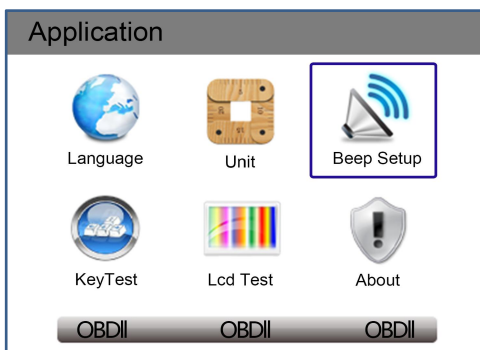 Application
Language Unit Beep Setup
KeyTest Lcd Test About
OBDII OBDII OBDII